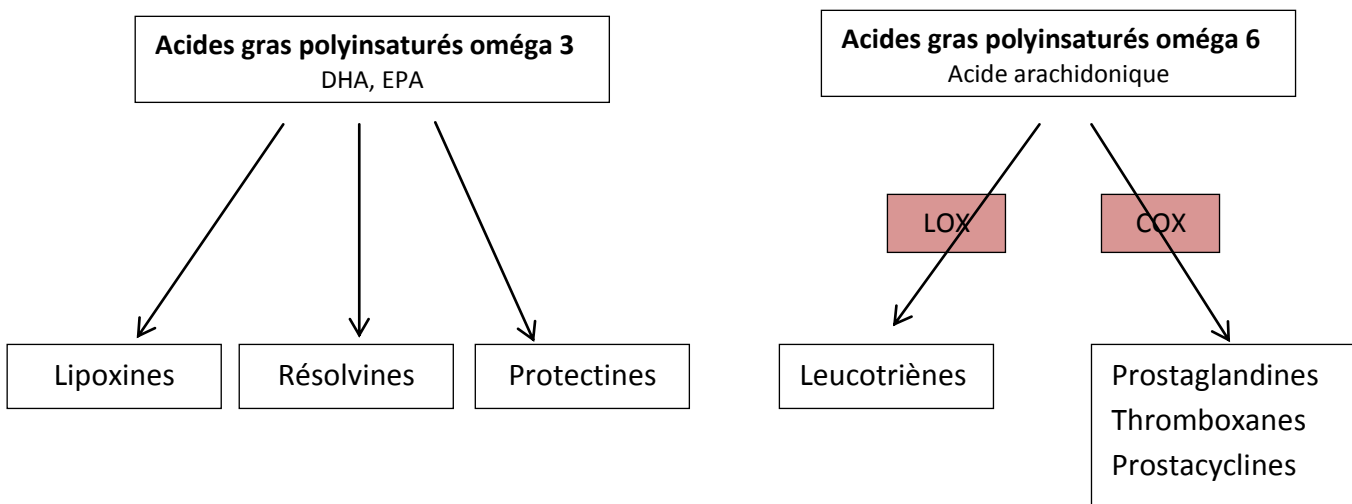 Acides gras polyinsaturés oméga 3
DHA, EPA
Acides gras polyinsaturés oméga 6
Acide arachidonique
LOX
COX
Lipoxines
Résolvines
Protectines
Leucotriènes
Prostaglandines
Thromboxanes
Prostacyclines